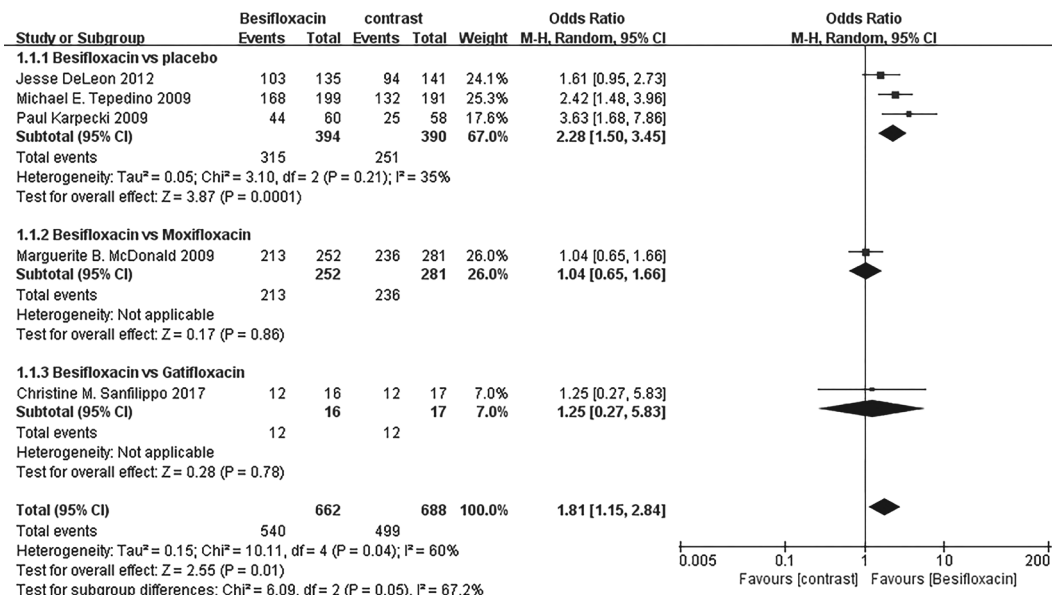 Besifloxacin contrast Odds Ratio Odds Ratio
Study or Subgroup Events Total Events Total Weight M-H, Random, 95% CI M-H, Random, 95% CI
1.1.1 Besifloxacin vs placebo
Jesse DeLeon 2012 103 135 94 141 24.1% 1.61 [0.95, 2.73]
Michael E. Tepedino 2009 168 199 132 191 25.3% 2.42 [1.48, 3.96]
Paul Karpecki 2009 44 60 25 58 17.6% 3.63 [1.68, 7.86]
Subtotal (95% CI) 394 390 67.0% 2.28 [1.50, 3.45]
Total events 315 251
Heterogeneity: Tau² = 0.05; Chi² = 3.10, df = 2 (P = 0.21); I² = 35%
Test for overall effect: Z = 3.87 (P = 0.0001)
1.1.2 Besifloxacin vs Moxifloxacin
Marguerite B. McDonald 2009 213 252 236 281 26.0% 1.04 [0.65, 1.66]
Subtotal (95% CI) 252 281 26.0% 1.04 [0.65, 1.66]
Total events 213 236
Heterogeneity: Not applicable
Test for overall effect: Z = 0.17 (P = 0.86)
1.1.3 Besifloxacin vs Gatifloxacin
Christine M. Sanfilippo 2017 12 16 12 17 7.0% 1.25 [0.27, 5.83]
Subtotal (95% CI) 16 17 7.0% 1.25 [0.27, 5.83]
Total events 12 12
Heterogeneity: Not applicable
Test for overall effect: Z = 0.28 (P = 0.78)
Total (95% CI) 662 688 100.0% 1.81 [1.15, 2.84]
Total events 540 499
Heterogeneity: Tau² = 0.15; Chi² = 10.11, df = 4 (P = 0.04); I² = 60%
Test for overall effect: Z = 2.55 (P = 0.01)
Test for subgroup differences: Chi² = 6.09, df = 2 (P = 0.05), I² = 67.2%
0.005 0.1 1 10 200
Favours [contrast] Favours [Besifloxacin]